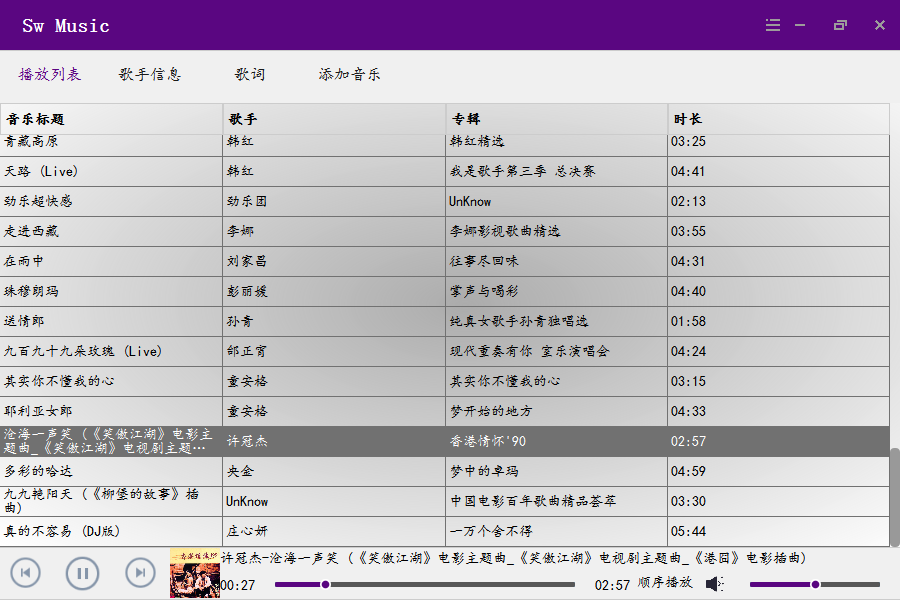 Sw Music
播放列表 歌手信息 歌词 添加音乐
音乐标题 歌手 专辑 时长
青藏高原 韩红 韩红精选 03:25
天路 (Live) 韩红 我是歌手第三季 总决赛 04:41
劲乐超快感 劲乐团 UnKnow 02:13
走进西藏 李娜 李娜影视歌曲精选 03:55
在雨中 刘家昌 往事尽回味 04:31
珠穆朗玛 彭丽媛 掌声与喝彩 04:40
送情郎 孙青 纯真女歌手孙青独唱选 01:58
九百九十九朵玫瑰 (Live) 邰正宵 现代重奏有你 室乐演唱会 04:24
其实你不懂我的心 童安格 其实你不懂我的心 03:15
耶利亚女郎 童安格 梦开始的地方 04:33
沧海一声笑 (《笑傲江湖》电影主
题曲_《笑傲江湖》电视剧主题… 许冠杰 香港情怀'90 02:57
多彩的哈达 央金 梦中的卓玛 04:59
九九艳阳天 (《柳堡的故事》插
曲) UnKnow 中国电影百年歌曲精品荟萃 03:30
真的不容易 (DJ版) 庄心妍 一万个舍不得 05:44
许冠杰-沧海一声笑 (《笑傲江湖》电影主题曲_《笑傲江湖》电视剧主题曲_《港囧》电影插曲)
00:27 02:57 顺序播放